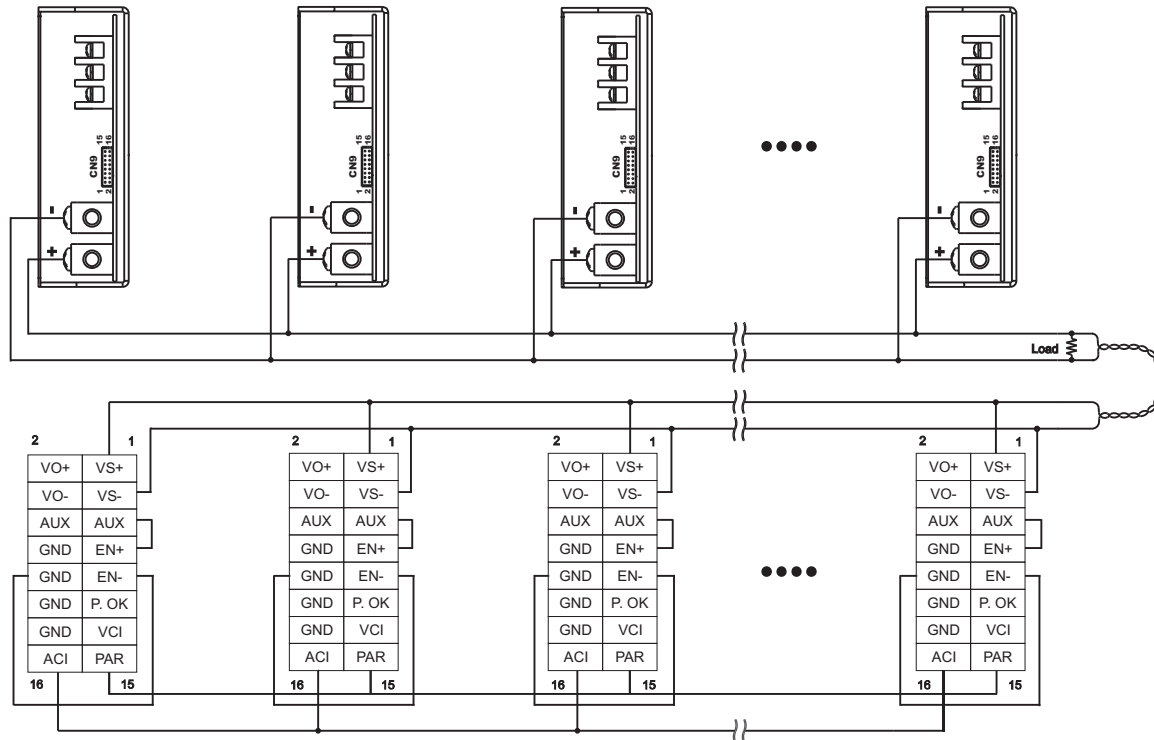 15 16
CN9
1 2
-
+
15 16
CN9
1 2
-
+
15 16
CN9
1 2
-
+
15 16
CN9
1 2
-
+
Load
2 1
VO+ VS+
VO- VS-
AUX AUX
GND EN+
GND EN-
GND P. OK
GND VCI
ACI PAR
16 15
2 1
VO+ VS+
VO- VS-
AUX AUX
GND EN+
GND EN-
GND P. OK
GND VCI
ACI PAR
16 15
2 1
VO+ VS+
VO- VS-
AUX AUX
GND EN+
GND EN-
GND P. OK
GND VCI
ACI PAR
16 15
2 1
VO+ VS+
VO- VS-
AUX AUX
GND EN+
GND EN-
GND P. OK
GND VCI
ACI PAR
16 15